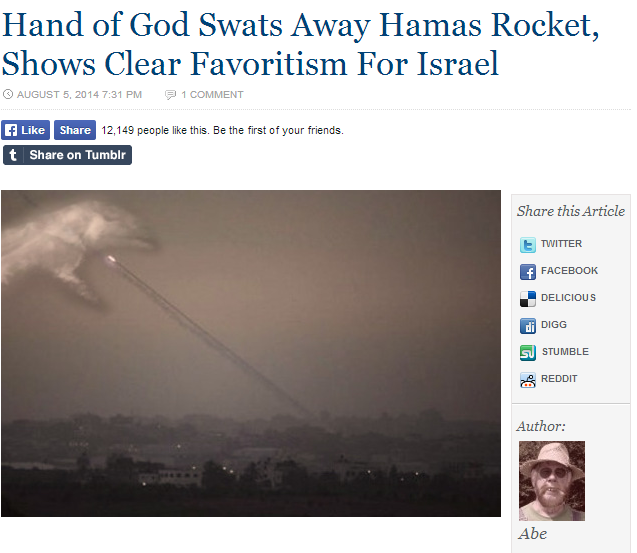 Hand of God Swats Away Hamas Rocket,
Shows Clear Favoritism For Israel
AUGUST 5, 2014 7:31 PM 1 COMMENT
f Like Share 12,149 people like this. Be the first of your friends.
t Share on Tumblr
Share this Article
TWITTER
FACEBOOK
DELICIOUS
DIGG
STUMBLE
REDDIT
Author:
Abe